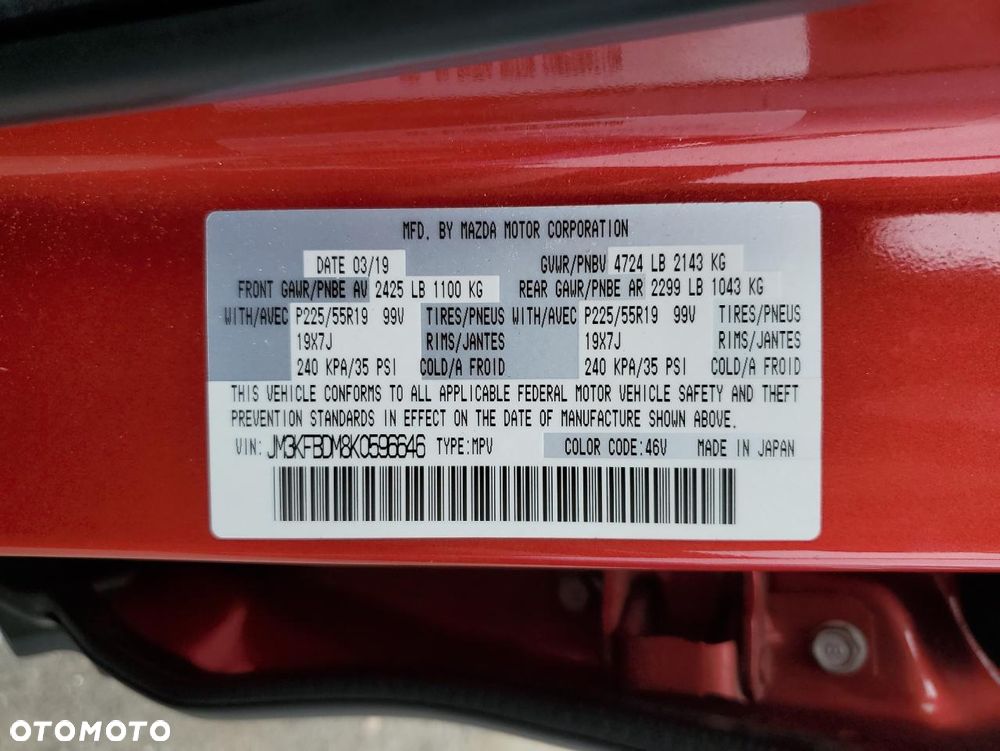 MFD. BY MAZDA MOTOR CORPORATION
DATE 03/19 GVWR/PNBV 4724 LB 2143 KG
FRONT GAWR/PNBE AV 2425 LB 1100 KG REAR GAWR/PNBE AR 2299 LB 1043 KG
WITH/AVEC P225/55R19 99V TIRES/PNEUS WITH/AVEC P225/55R19 99V TIRES/PNEUS
19X7J RIMS/JANTES 19X7J RIMS/JANTES
240 KPA/35 PSI COLD/A FROID 240 KPA/35 PSI COLD/A FROID
THIS VEHICLE CONFORMS TO ALL APPLICABLE FEDERAL MOTOR VEHICLE SAFETY AND THEFT
PREVENTION STANDARDS IN EFFECT ON THE DATE OF MANUFACTURE SHOWN ABOVE.
VIN: JM3KFBDM8K0596646 TYPE:MPV COLOR CODE:46V MADE IN JAPAN
OTOMOTO